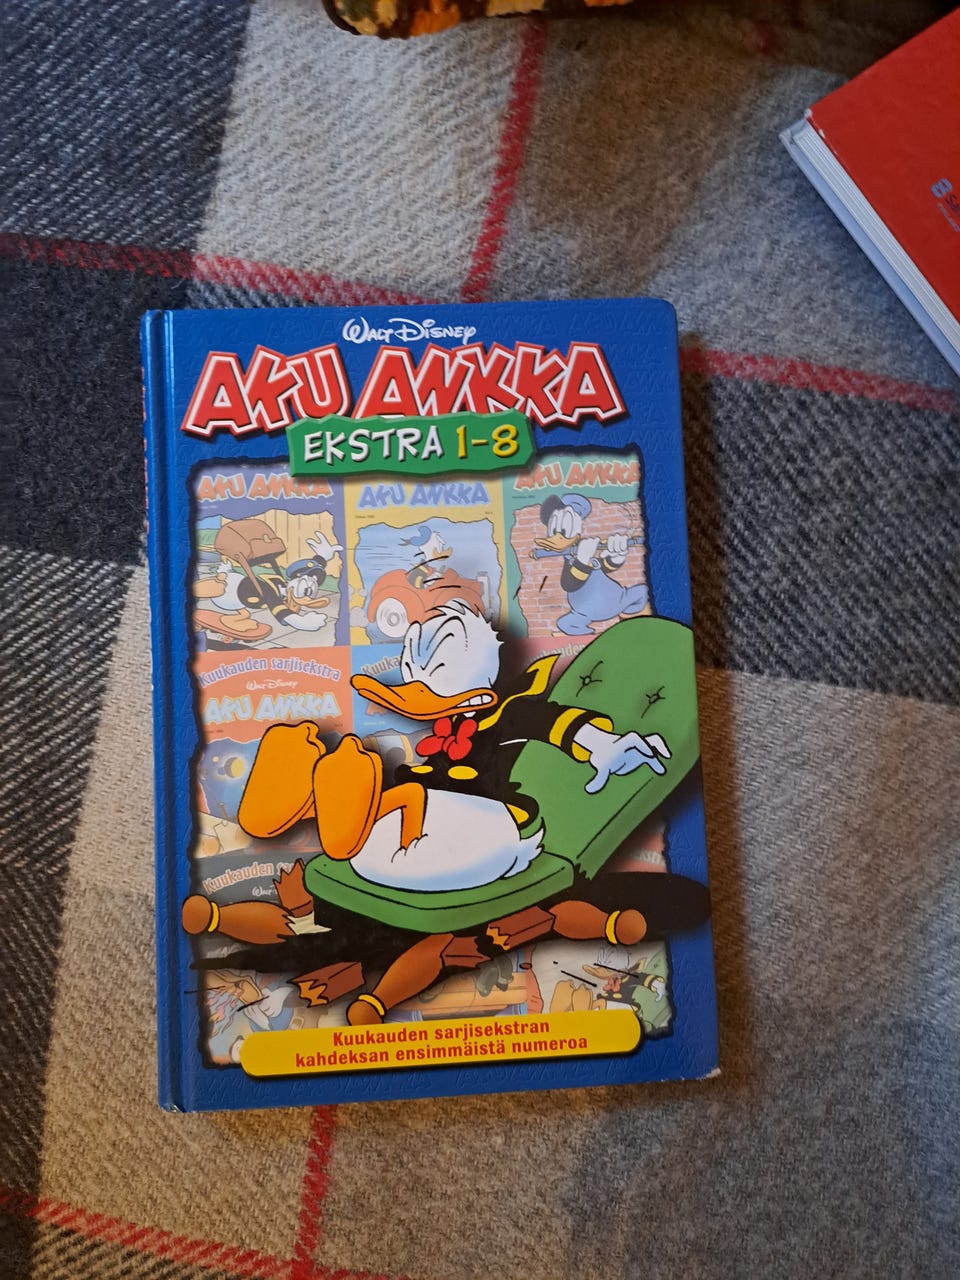 WALT DISNEY
AKU ANKKA
EKSTRA 1-8
AKU ANKKA
AKU ANKKA
AKU ANKKA
Kuukauden sarjisekstra
WALT DISNEY
AKU ANKKA
Kuukauden
Kuukauden sarjisekstran
kahdeksan ensimmäistä numeroa